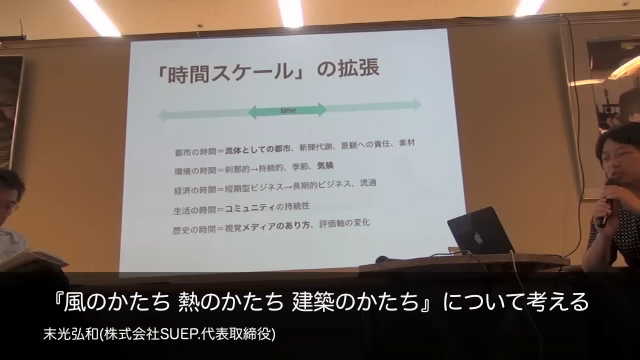 「時間スケール」の拡張
time
都市の時間＝流体としての都市、新陳代謝、景観への責任、素材
環境の時間＝刹那的→持続的、季節、気候
経済の時間＝短期型ビジネス→長期的ビジネス、流通
生活の時間＝コミュニティの持続性
歴史の時間＝視覚メディアのあり方、評価軸の変化
『風のかたち 熱のかたち 建築のかたち』について考える
末光弘和(株式会社SUEP.代表取締役)